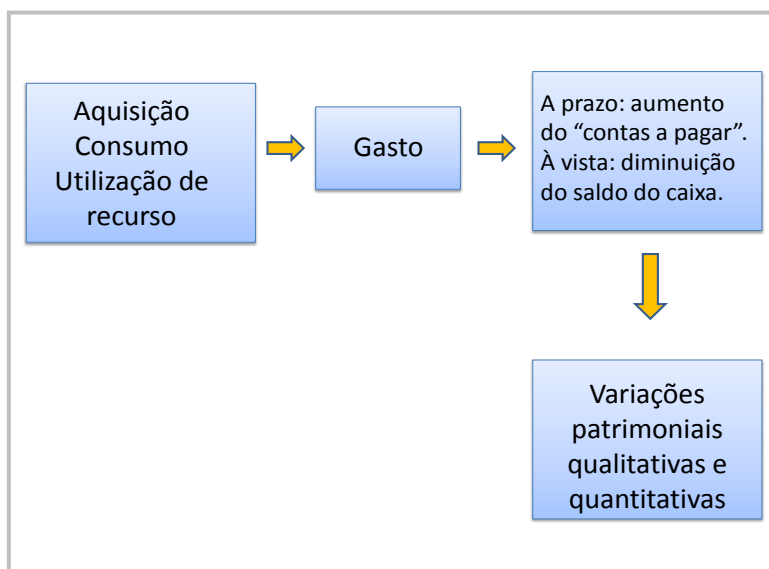 Aquisição
Consumo
Utilização de
recurso
Gasto
A prazo: aumento
do “contas a pagar”.
À vista: diminuição
do saldo do caixa.
Variações
patrimoniais
qualitativas e
quantitativas